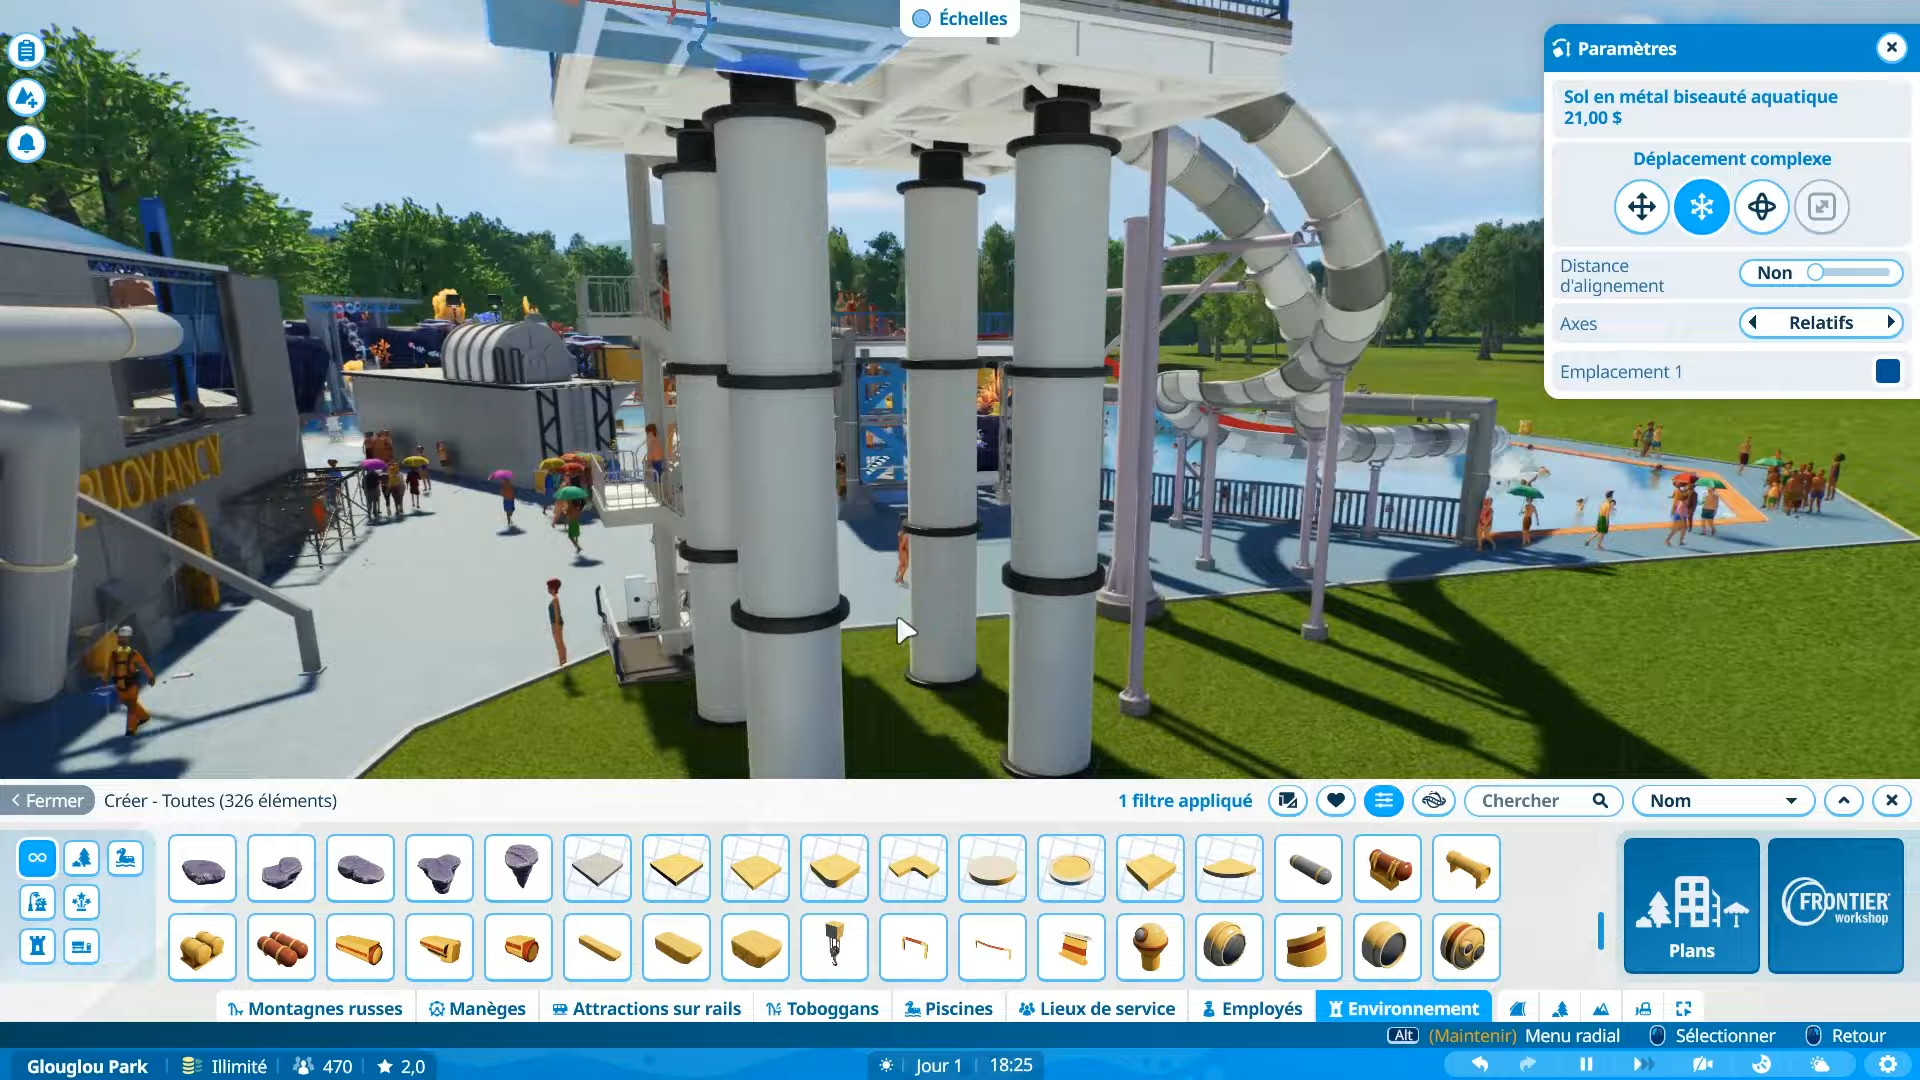 Échelles
Paramètres
Sol en métal biseauté aquatique
21,00 $
Déplacement complexe
Distance
d'alignement
Non
Axes
Relatifs
Emplacement 1
BUOYANCY
Fermer
Créer - Toutes (326 éléments)
1 filtre appliqué
Chercher
Nom
Plans
FRONTIER
workshop
Montagnes russes
Manèges
Attractions sur rails
Toboggans
Piscines
Lieux de service
Employés
Environnement
Alt (Maintenir) Menu radial
Sélectionner
Retour
Glouglou Park
Illimité
470
2,0
Jour 1
18:25